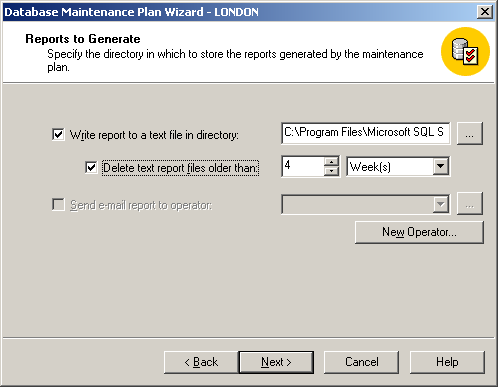 Database Maintenance Plan Wizard - LONDON
Reports to Generate
Specify the directory in which to store the reports generated by the maintenance
plan.
Write report to a text file in directory: C:\Program Files\Microsoft SQL S ...
Delete text report files older than: 4 Week(s)
Send e-mail report to operator: ...
New Operator...
< Back Next > Cancel Help